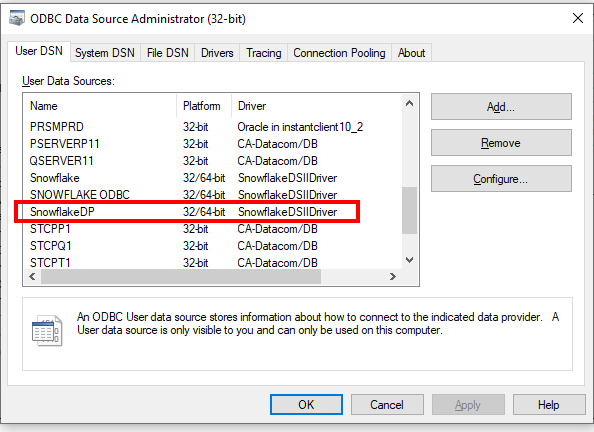 ODBC Data Source Administrator (32-bit)
User DSN System DSN File DSN Drivers Tracing Connection Pooling About
User Data Sources:
Name Platform Driver
PRSMPRD 32-bit Oracle in instantclient10_2
PSERVERP11 32-bit CA-Datacom/DB
QSERVER11 32-bit CA-Datacom/DB
Snowflake 32/64-bit SnowflakeDSIIDriver
SNOWFLAKE ODBC 32/64-bit SnowflakeDSIIDriver
SnowflakeDP 32/64-bit SnowflakeDSIIDriver
STCPP1 32-bit CA-Datacom/DB
STCPQ1 32-bit CA-Datacom/DB
STCPT1 32-bit CA-Datacom/DB
Add...
Remove
Configure...
An ODBC User data source stores information about how to connect to the indicated data provider. A
User data source is only visible to you and can only be used on this computer.
OK Cancel Apply Help